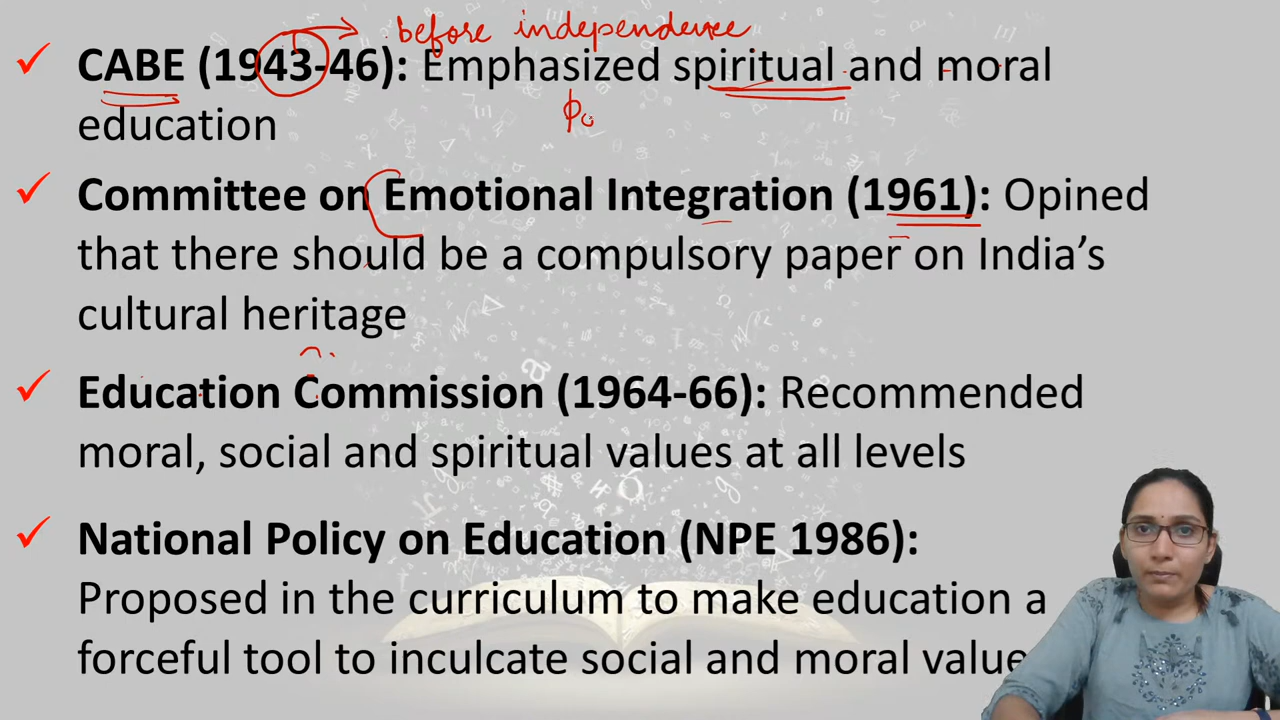 before independence
✓ CABE (1943-46): Emphasized spiritual and moral
education
✓ Committee on Emotional Integration (1961): Opined
that there should be a compulsory paper on India’s
cultural heritage
✓ Education Commission (1964-66): Recommended
moral, social and spiritual values at all levels
✓ National Policy on Education (NPE 1986):
Proposed in the curriculum to make education a
forceful tool to inculcate social and moral value